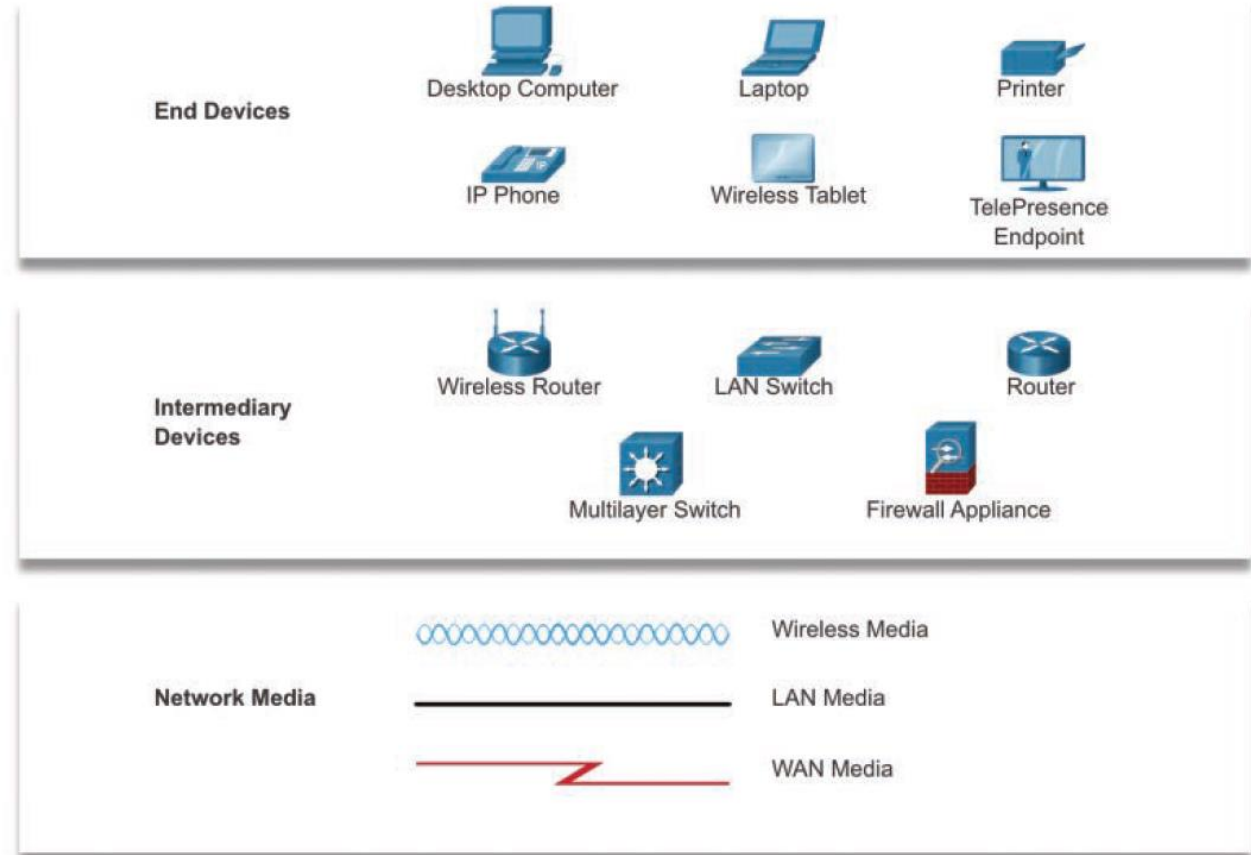 End Devices
Desktop Computer
Laptop
Printer
IP Phone
Wireless Tablet
TelePresence
Endpoint
Intermediary
Devices
Wireless Router
LAN Switch
Router
Multilayer Switch
Firewall Appliance
Network Media
Wireless Media
LAN Media
WAN Media